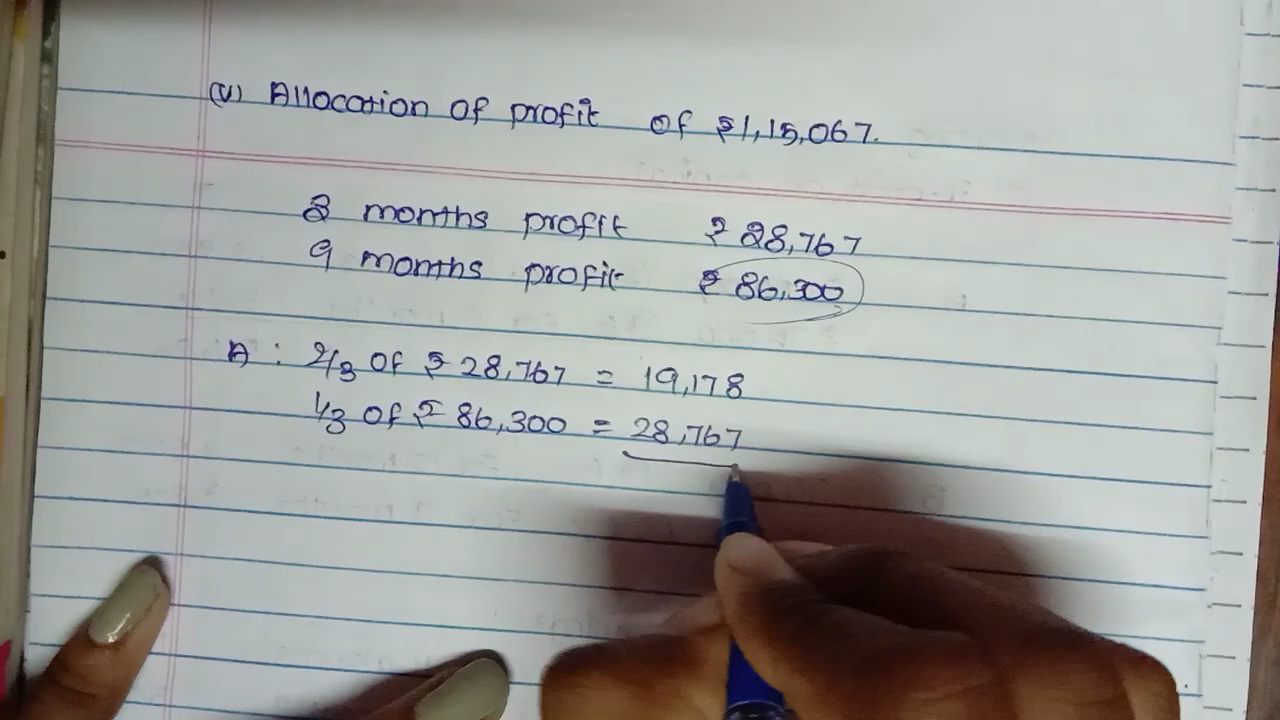 (v) Allocation of profit of ₹1,15,067.
3 months profit ₹ 28,767
9 months profit ₹ 86,300
A : 2/3 of ₹ 28,767 = 19,178
1/3 of ₹ 86,300 = 28,767